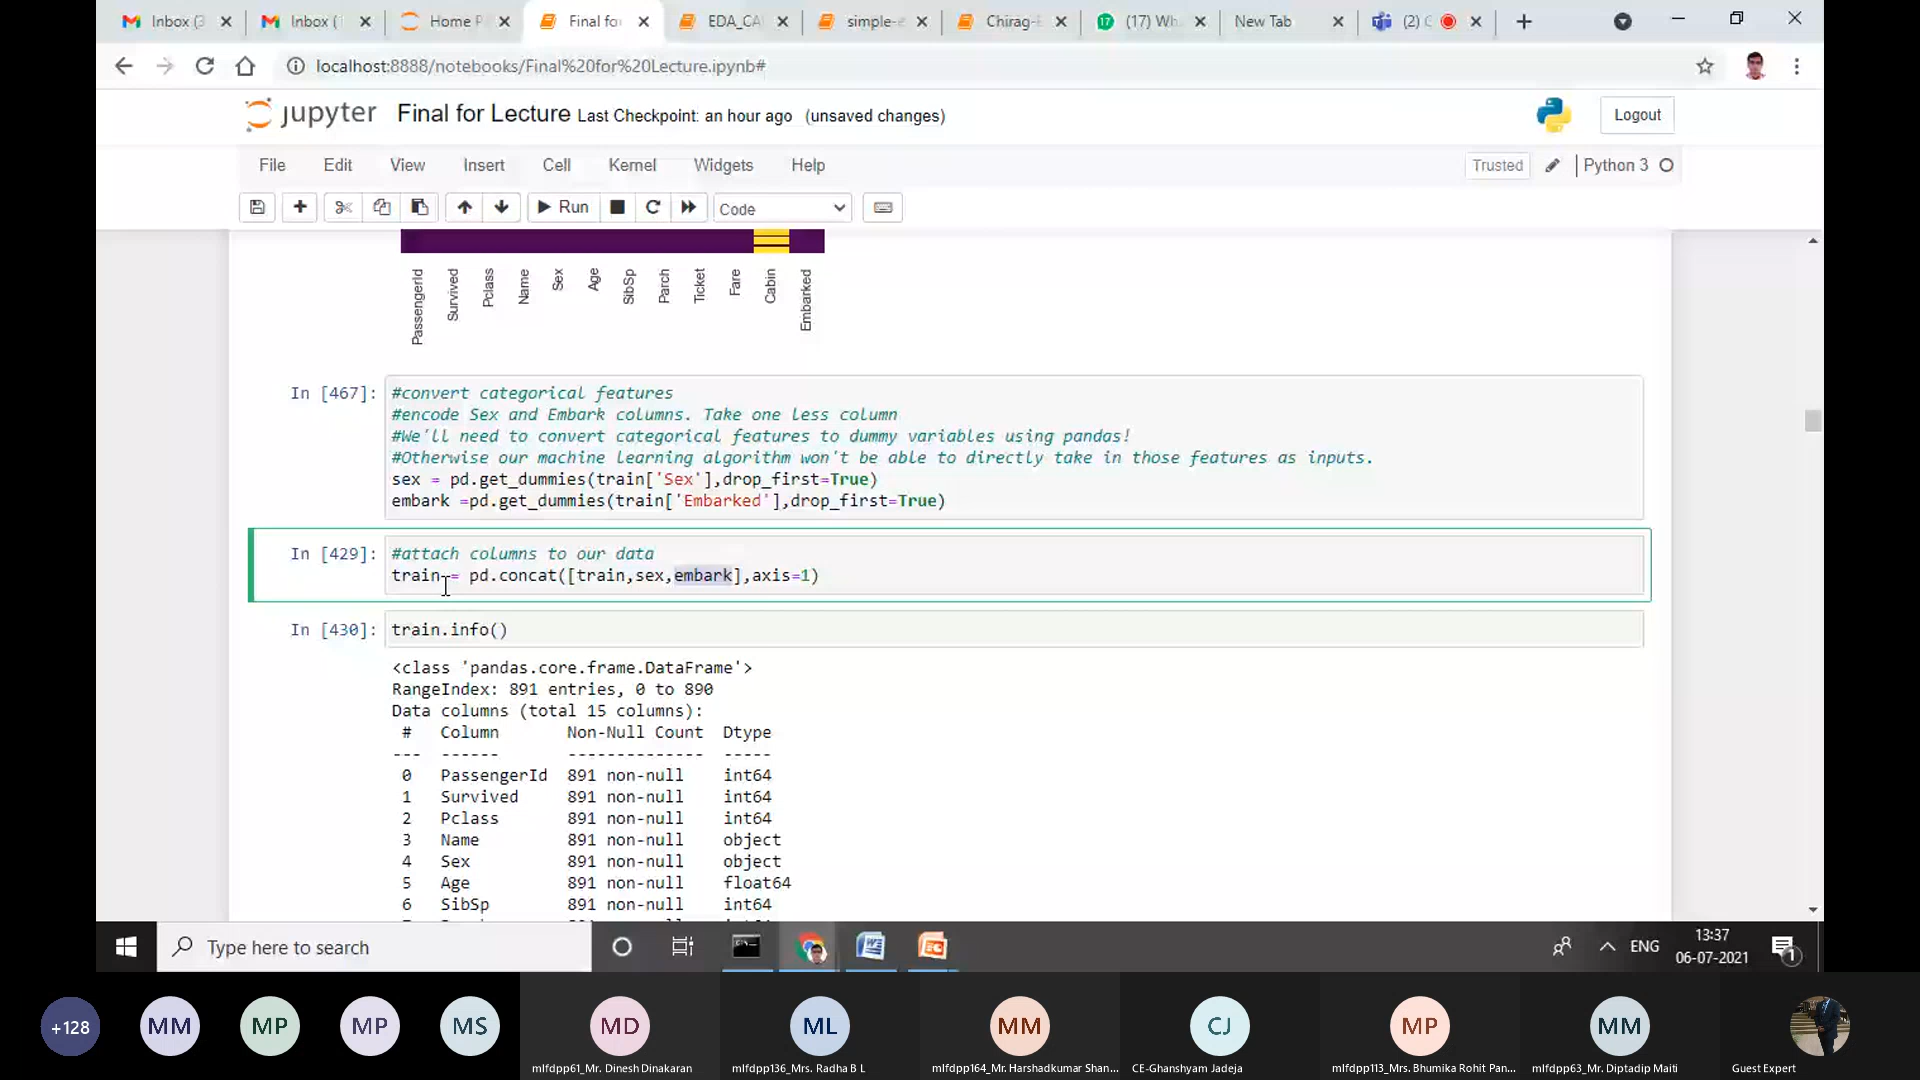 Inbox (3
Inbox (1
Home P
Final fo
EDA_CA
simple-e
Chirag-
(17) Wh
New Tab
(2) C
localhost:8888/notebooks/Final%20for%20Lecture.ipynb#
jupyter Final for Lecture Last Checkpoint: an hour ago (unsaved changes)
Logout
File Edit View Insert Cell Kernel Widgets Help
Trusted Python 3
Run Code
PassengerId
Survived
Pclass
Name
Sex
Age
SibSp
Parch
Ticket
Fare
Cabin
Embarked
In [467]: #convert categorical features
#encode Sex and Embark columns. Take one less column
#We'll need to convert categorical features to dummy variables using pandas!
#Otherwise our machine learning algorithm won't be able to directly take in those features as inputs.
sex = pd.get_dummies(train['Sex'],drop_first=True)
embark =pd.get_dummies(train['Embarked'],drop_first=True)
In [429]: #attach columns to our data
train = pd.concat([train,sex,embark],axis=1)
In [430]: train.info()
<class 'pandas.core.frame.DataFrame'>
RangeIndex: 891 entries, 0 to 890
Data columns (total 15 columns):
# Column Non-Null Count Dtype
--- ------ -------------- -----
0 PassengerId 891 non-null int64
1 Survived 891 non-null int64
2 Pclass 891 non-null int64
3 Name 891 non-null object
4 Sex 891 non-null object
5 Age 891 non-null float64
6 SibSp 891 non-null int64
Type here to search
ENG
13:37
06-07-2021
1
+128
MM
MP
MP
MS
MD
ML
MM
CJ
MP
MM
mlfdpp61_Mr. Dinesh Dinakaran
mlfdpp136_Mrs. Radha B L
mlfdpp164_Mr. Harshadkumar Shan...
CE-Ghanshyam Jadeja
mlfdpp113_Mrs. Bhumika Rohit Pan...
mlfdpp63_Mr. Diptadip Maiti
Guest Expert